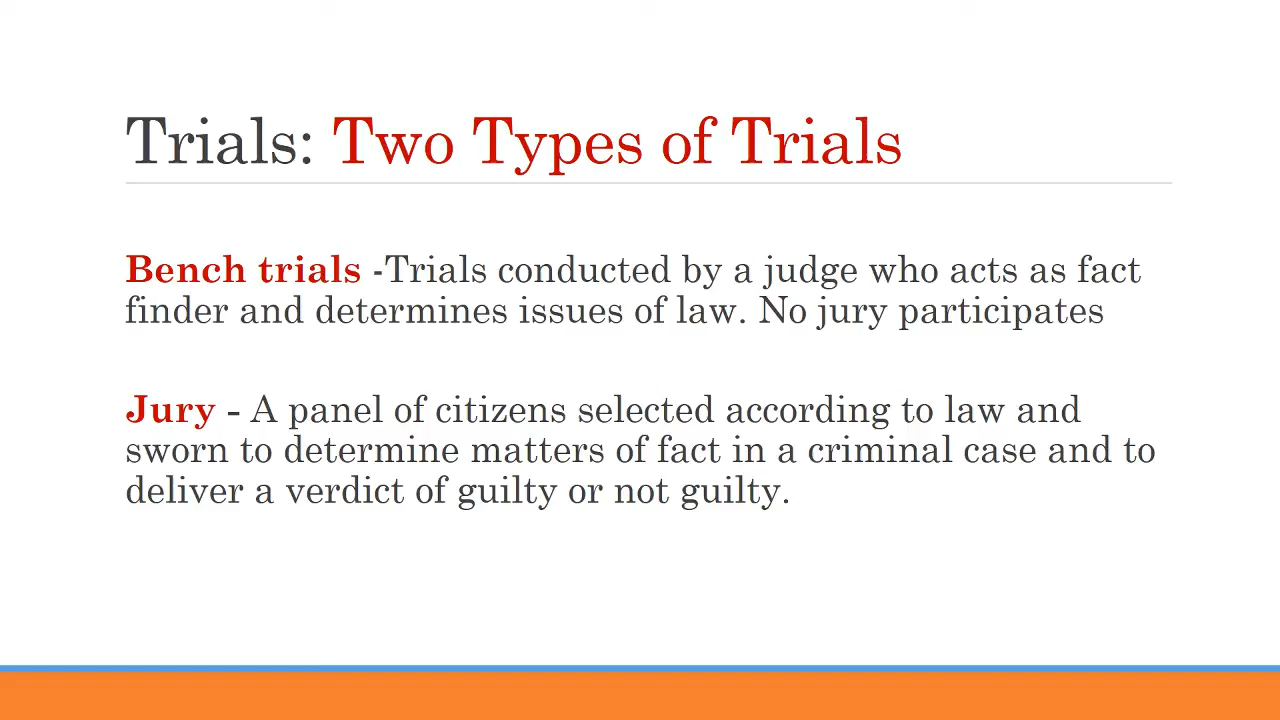 Trials: Two Types of Trials
Bench trials -Trials conducted by a judge who acts as fact
finder and determines issues of law. No jury participates
Jury - A panel of citizens selected according to law and
sworn to determine matters of fact in a criminal case and to
deliver a verdict of guilty or not guilty.